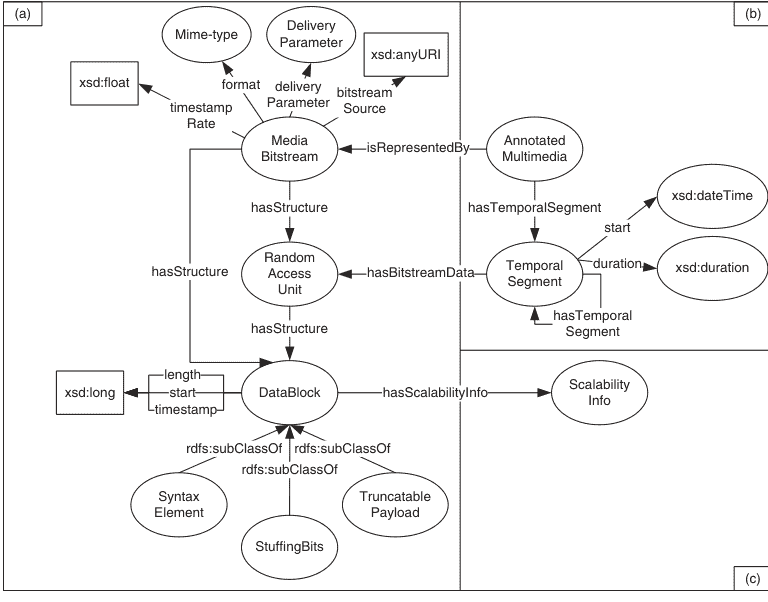 (a)
(b)
Mime-type
Delivery
Parameter
xsd:anyURI
xsd:float
format
delivery
Parameter
bitstream
Source
timestamp
Rate
Media
Bitstream
isRepresentedBy
Annotated
Multimedia
hasStructure
hasTemporalSegment
xsd:dateTime
start
hasStructure
Random
Access
Unit
hasBitstreamData
Temporal
Segment
duration
xsd:duration
hasTemporal
Segment
hasStructure
xsd:long
length
start
timestamp
DataBlock
hasScalabilityInfo
Scalability
Info
rdfs:subClassOf
rdfs:subClassOf
rdfs:subClassOf
Syntax
Element
Truncatable
Payload
StuffingBits
(c)